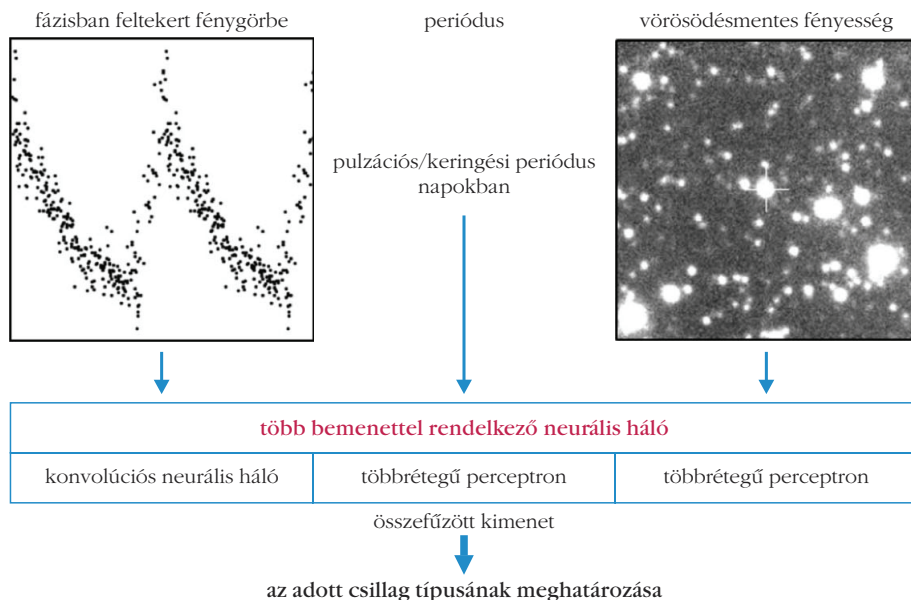 fázisban feltekert fénygörbe
periódus
vörösödésmentes fényesség
pulzációs/keringési periódus
napokban
több bemenettel rendelkező neurális háló
konvolúciós neurális háló
többrétegű perceptron
többrétegű perceptron
összefűzött kimenet
az adott csillag típusának meghatározása